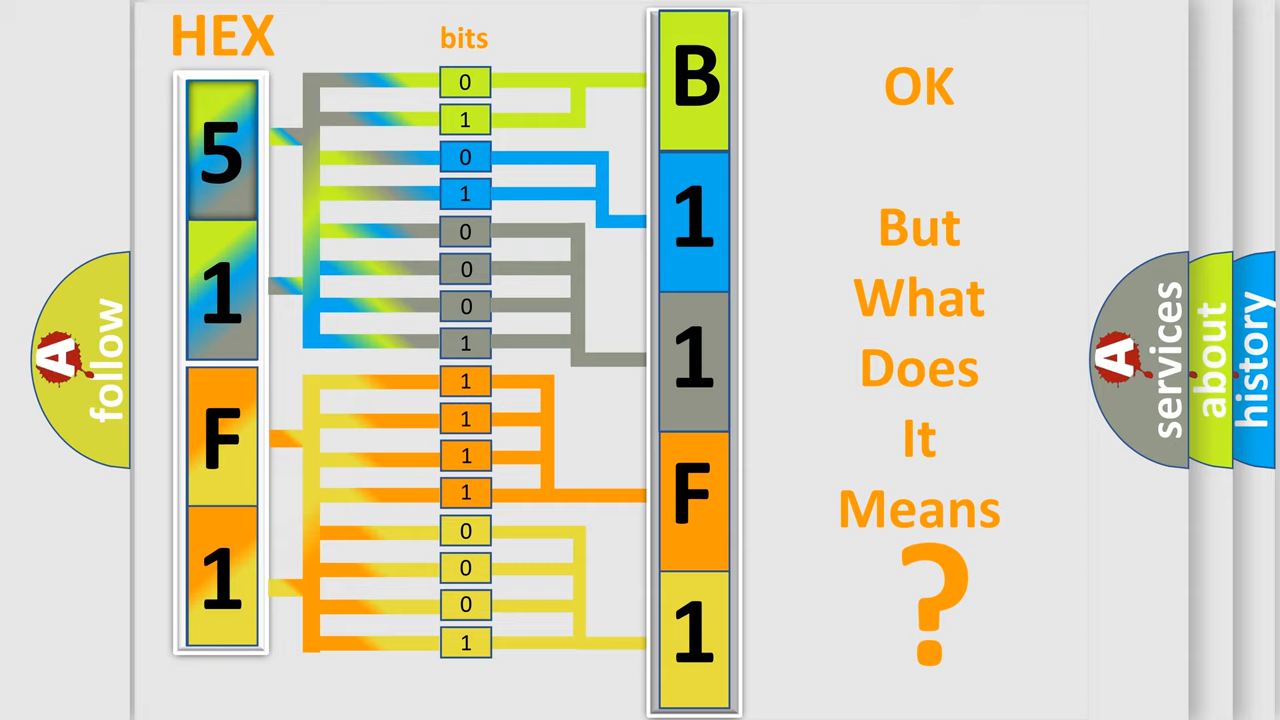 HEX
bits
5
1
F
1
0
1
0
1
0
0
0
1
1
1
1
1
0
0
0
1
B
1
1
F
1
OK
But
What
Does
It
Means
?
A
follow
A
services
about
history